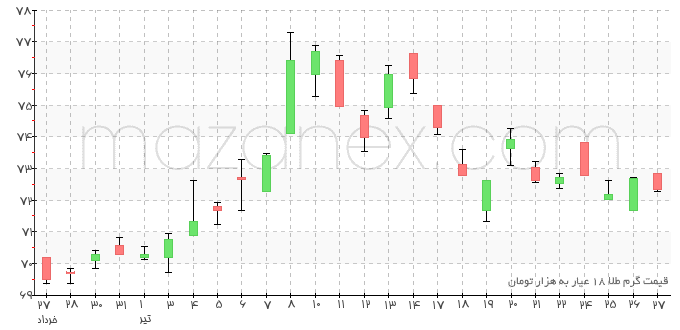 ۷۸
۷۷
۷۶
۷۵
۷۴
mazanex.com
۷۳
۷۲
۷۱
۷۰
قیمت گرم طلا ۱۸ عیار به هزار تومان
۶۹
۲۷ ۲۸ ۳۰ ۳۱ ۱ ۲ ۳ ۴ ۵ ۶ ۷ ۸ ۱۰ ۱۱ ۱۲ ۱۳ ۱۴ ۱۷ ۱۸ ۱۹ ۲۰ ۲۱ ۲۲ ۲۴ ۲۵ ۲۶ ۲۷
خرداد تیر